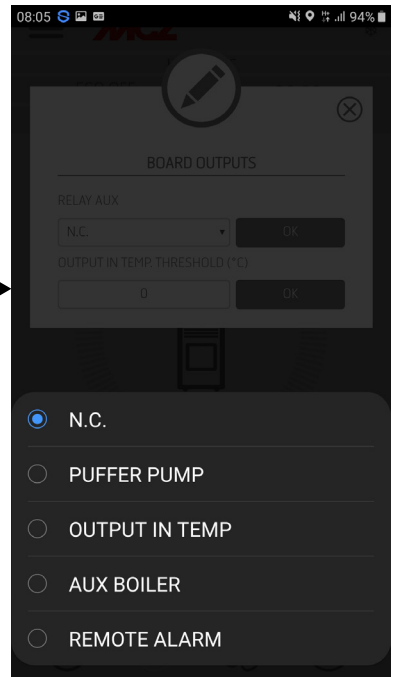 08:05
94%
MCZ
BOARD OUTPUTS
RELAY AUX
N.C.
OK
OUTPUT IN TEMP. THRESHOLD (°C)
0
OK
N.C.
PUFFER PUMP
OUTPUT IN TEMP
AUX BOILER
REMOTE ALARM